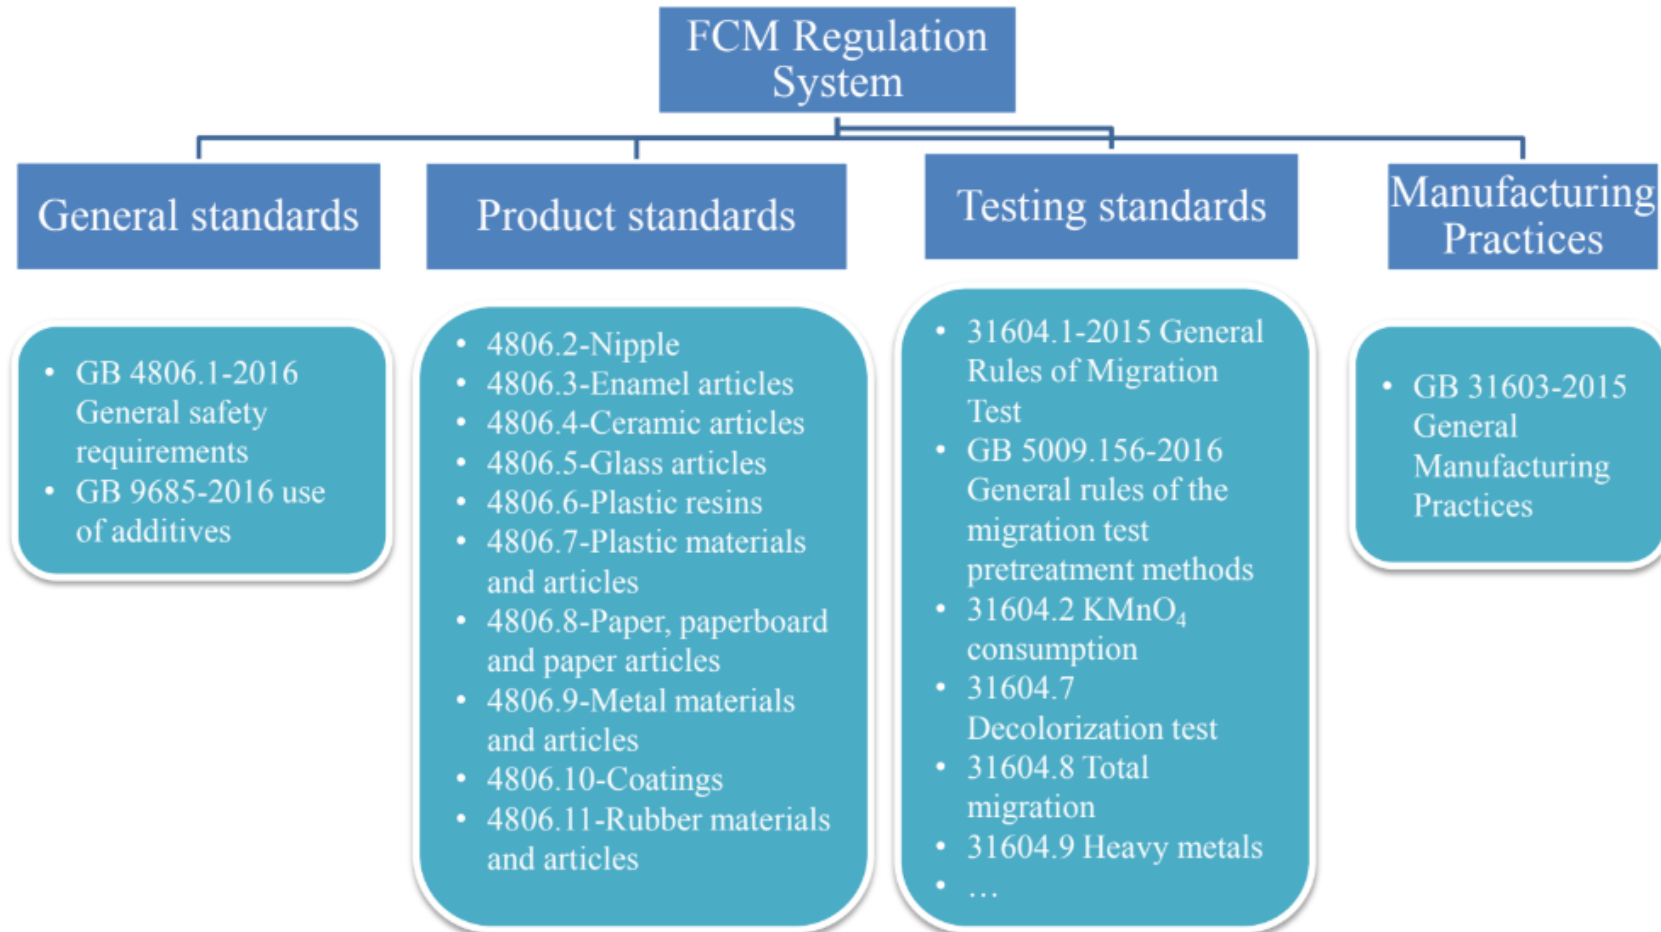 FCM Regulation
System
General standards
Product standards
Testing standards
Manufacturing
Practices
• GB 4806.1-2016
General safety
requirements
• GB 9685-2016 use
of additives
• 4806.2-Nipple
• 4806.3-Enamel articles
• 4806.4-Ceramic articles
• 4806.5-Glass articles
• 4806.6-Plastic resins
• 4806.7-Plastic materials
and articles
• 4806.8-Paper, paperboard
and paper articles
• 4806.9-Metal materials
and articles
• 4806.10-Coatings
• 4806.11-Rubber materials
and articles
• 31604.1-2015 General
Rules of Migration
Test
• GB 5009.156-2016
General rules of the
migration test
pretreatment methods
• 31604.2 KMnO₄
consumption
• 31604.7
Decolorization test
• 31604.8 Total
migration
• 31604.9 Heavy metals
• …
• GB 31603-2015
General
Manufacturing
Practices